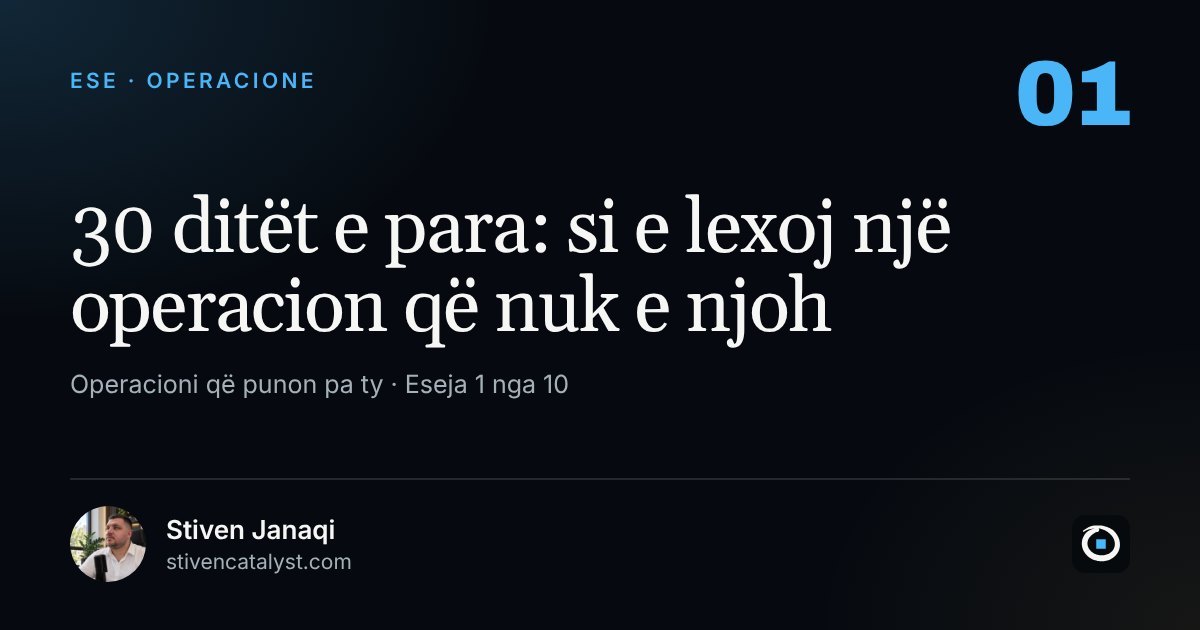 ESE · OPERACIONE
01
30 ditët e para: si e lexoj një
operacion që nuk e njoh
Operacioni që punon pa ty · Eseja 1 nga 10
Stiven Janaqi
stivencatalyst.com